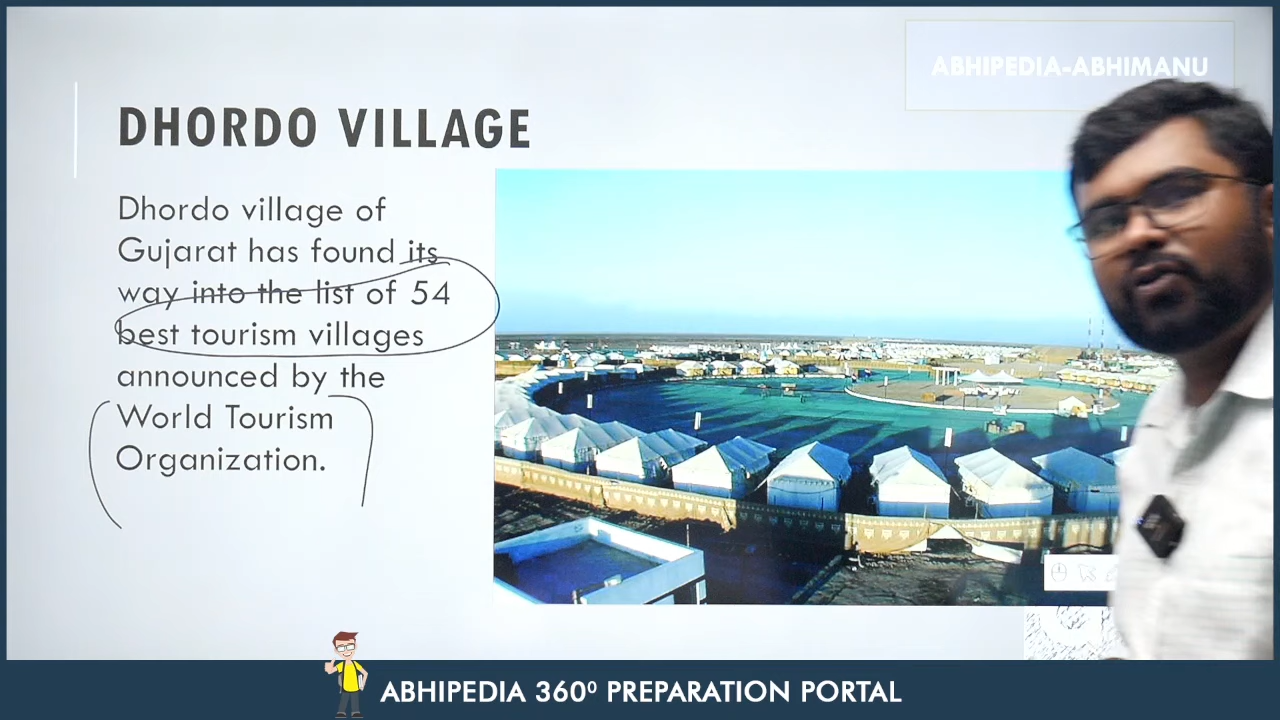 ABHIPEDIA-ABHIMANU
DHORDO VILLAGE
Dhordo village of
Gujarat has found its
way into the list of 54
best tourism villages
announced by the
World Tourism
Organization.
ABHIPEDIA 360⁰ PREPARATION PORTAL